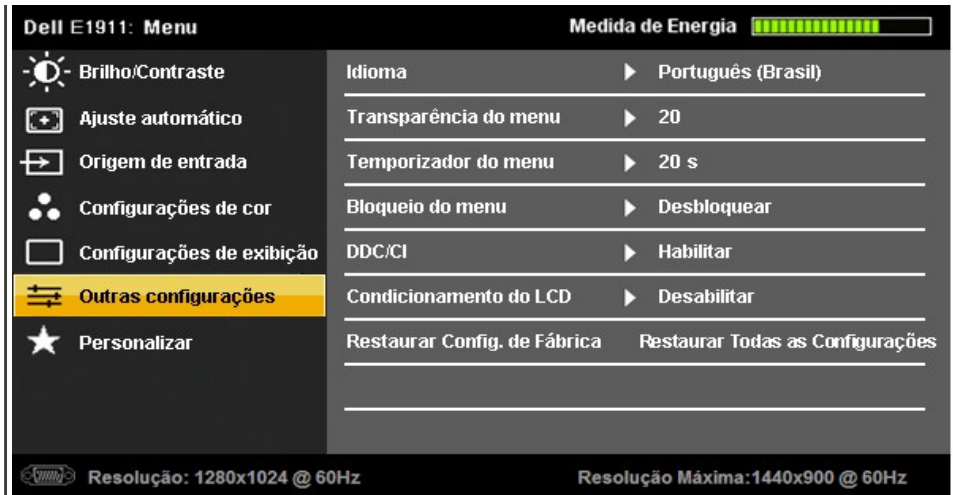 Dell E1911: Menu
Medida de Energia
Brilho/Contraste
Ajuste automático
Origem de entrada
Configurações de cor
Configurações de exibição
Outras configurações
Personalizar
Idioma Português (Brasil)
Transparência do menu 20
Temporizador do menu 20 s
Bloqueio do menu Desbloquear
DDC/CI Habilitar
Condicionamento do LCD Desabilitar
Restaurar Config. de Fábrica Restaurar Todas as Configurações
Resolução: 1280x1024 @ 60Hz
Resolução Máxima:1440x900 @ 60Hz